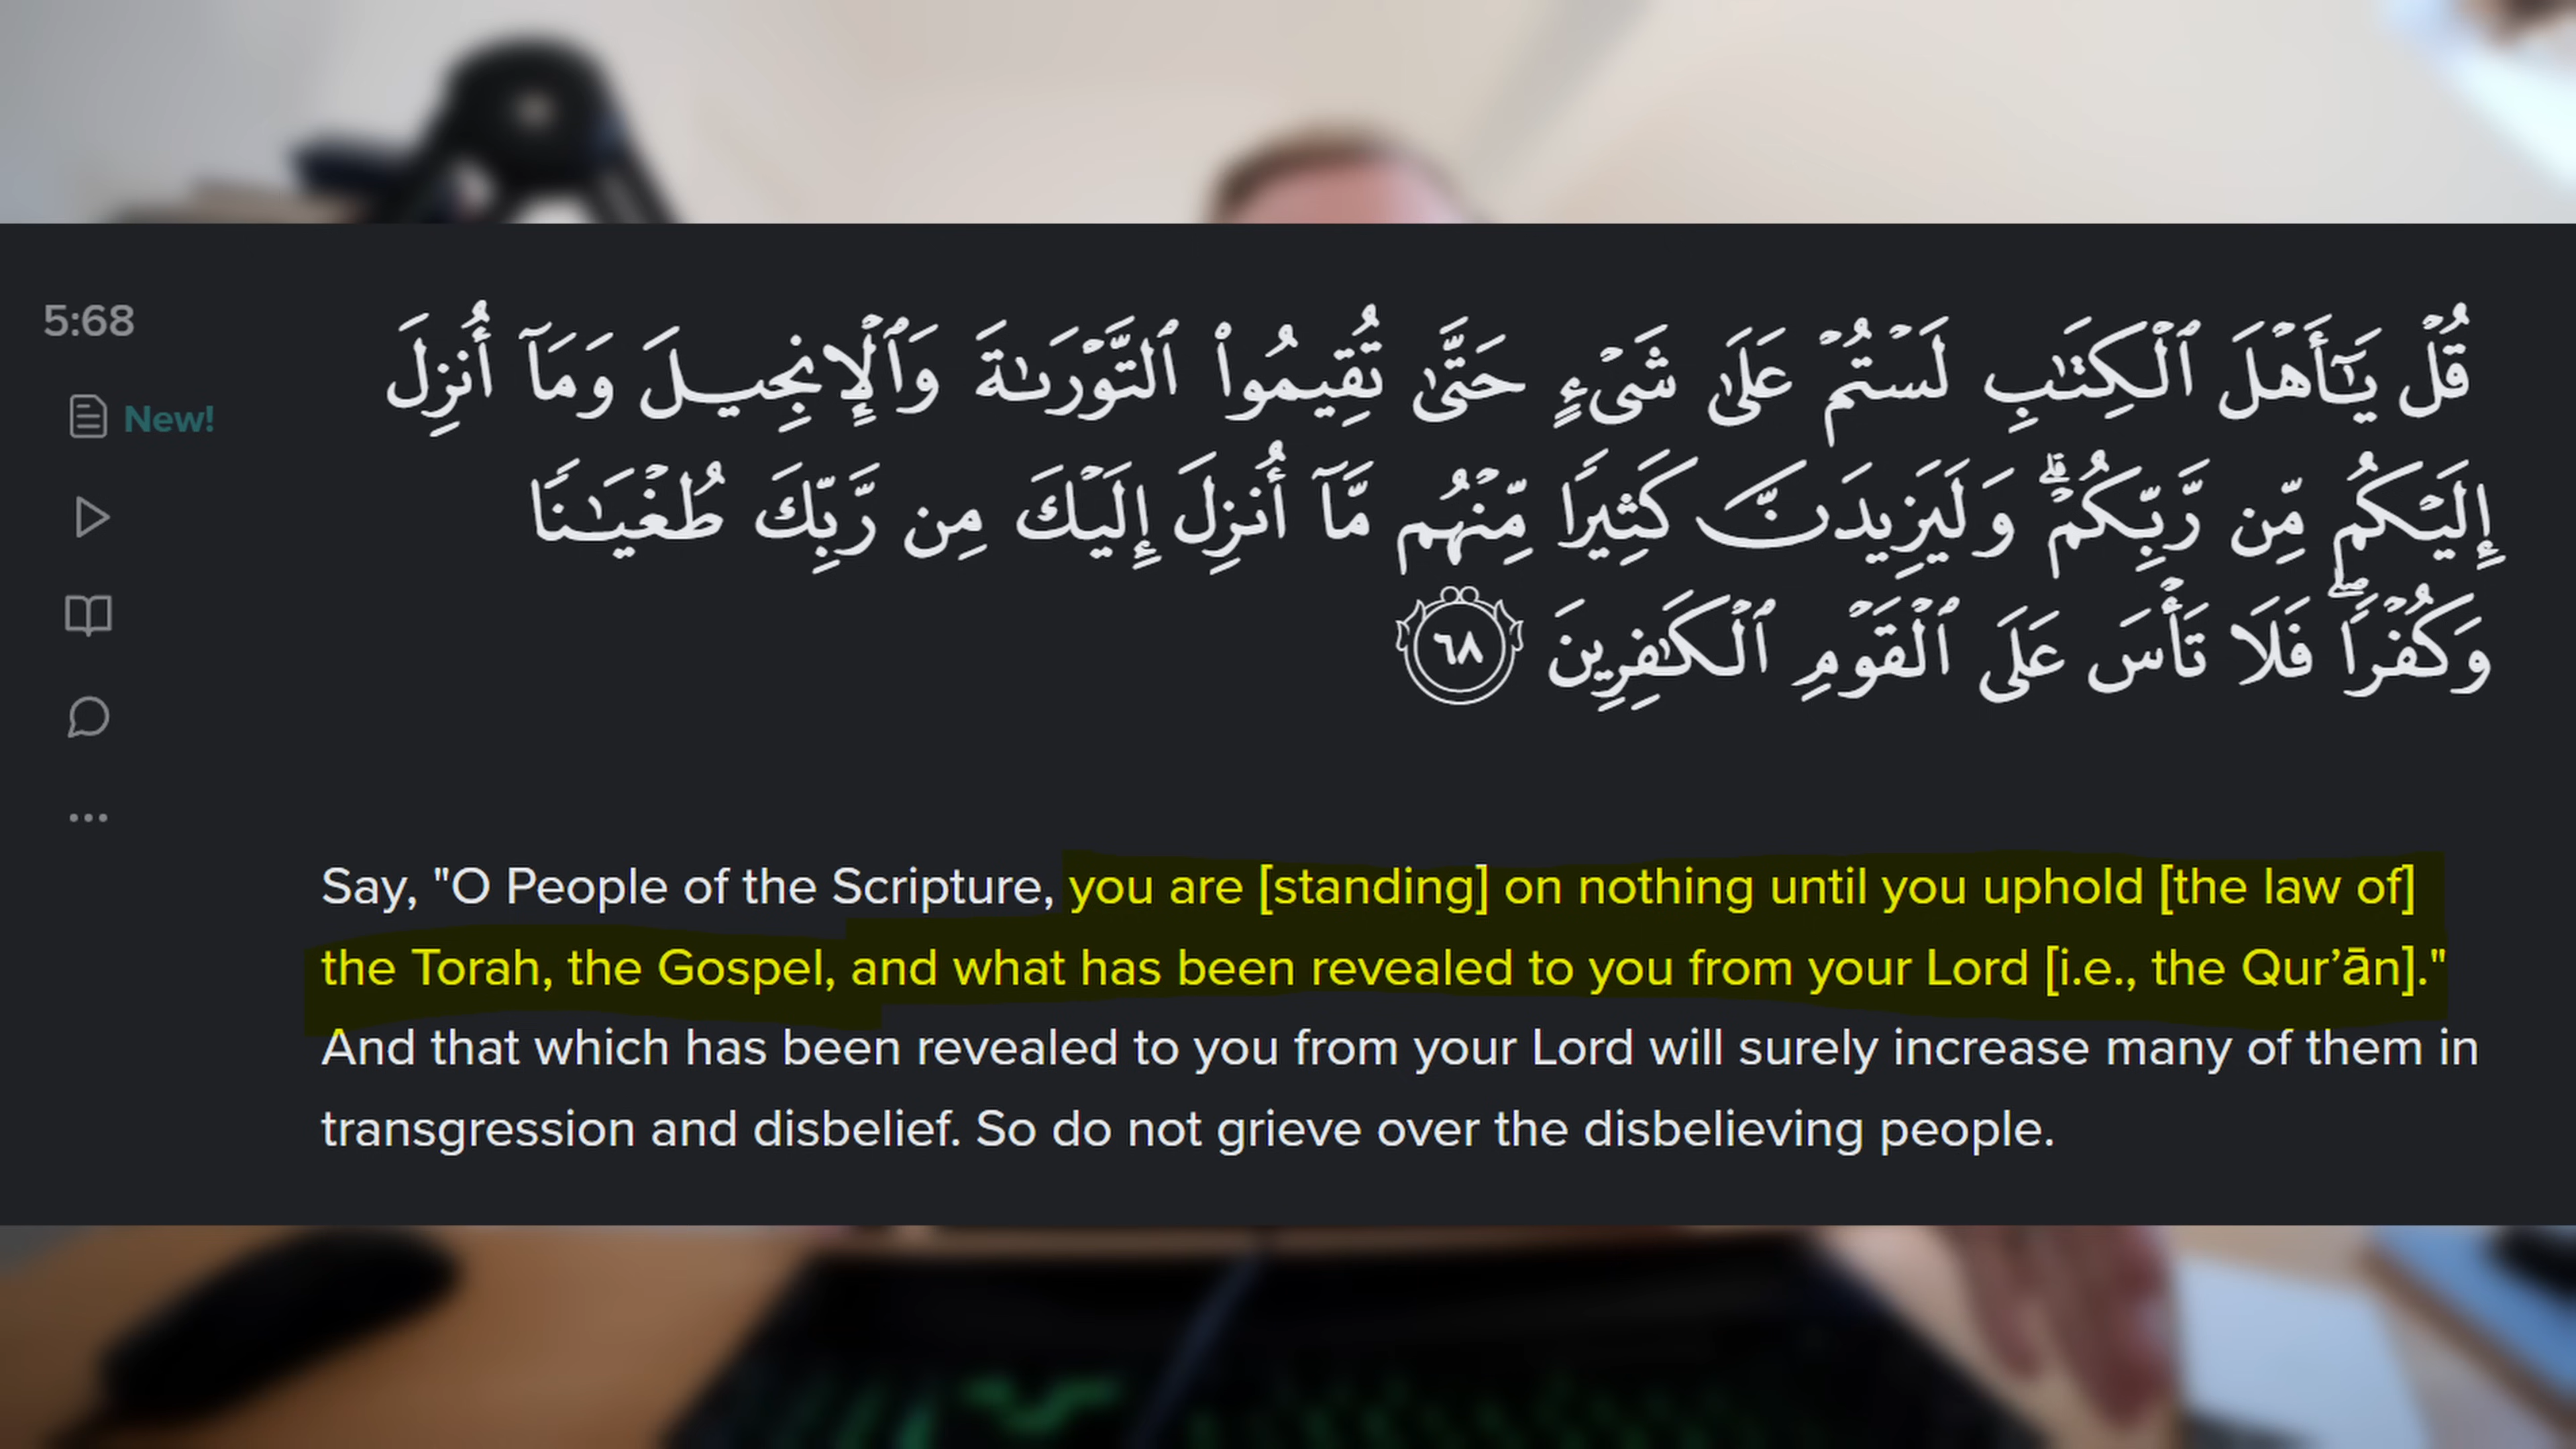 5:68
New!
قُلْ يَـٰٓأَهْلَ ٱلْكِتَـٰبِ لَسْتُمْ عَلَىٰ شَىْءٍ حَتَّىٰ تُقِيمُوا۟ ٱلتَّوْرَىٰةَ وَٱلْإِنجِيلَ وَمَآ أُنزِلَ
إِلَيْكُم مِّن رَّبِّكُمْ ۗ وَلَيَزِيدَنَّ كَثِيرًا مِّنْهُم مَّآ أُنزِلَ إِلَيْكَ مِن رَّبِّكَ طُغْيَـٰنًا
وَكُفْرًا ۖ فَلَا تَأْسَ عَلَى ٱلْقَوْمِ ٱلْكَـٰفِرِينَ ٦٨
Say, "O People of the Scripture, you are [standing] on nothing until you uphold [the law of]
the Torah, the Gospel, and what has been revealed to you from your Lord [i.e., the Qur’ān]."
And that which has been revealed to you from your Lord will surely increase many of them in
transgression and disbelief. So do not grieve over the disbelieving people.